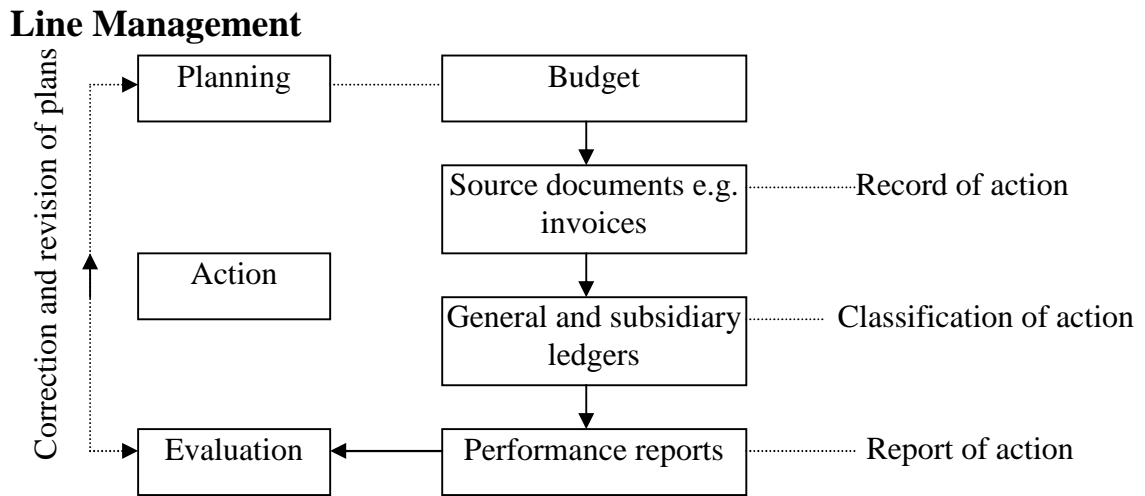 Line Management
Correction and revision of plans
Planning
Budget
Source documents e.g.
invoices
Record of action
Action
General and subsidiary
ledgers
Classification of action
Evaluation
Performance reports
Report of action